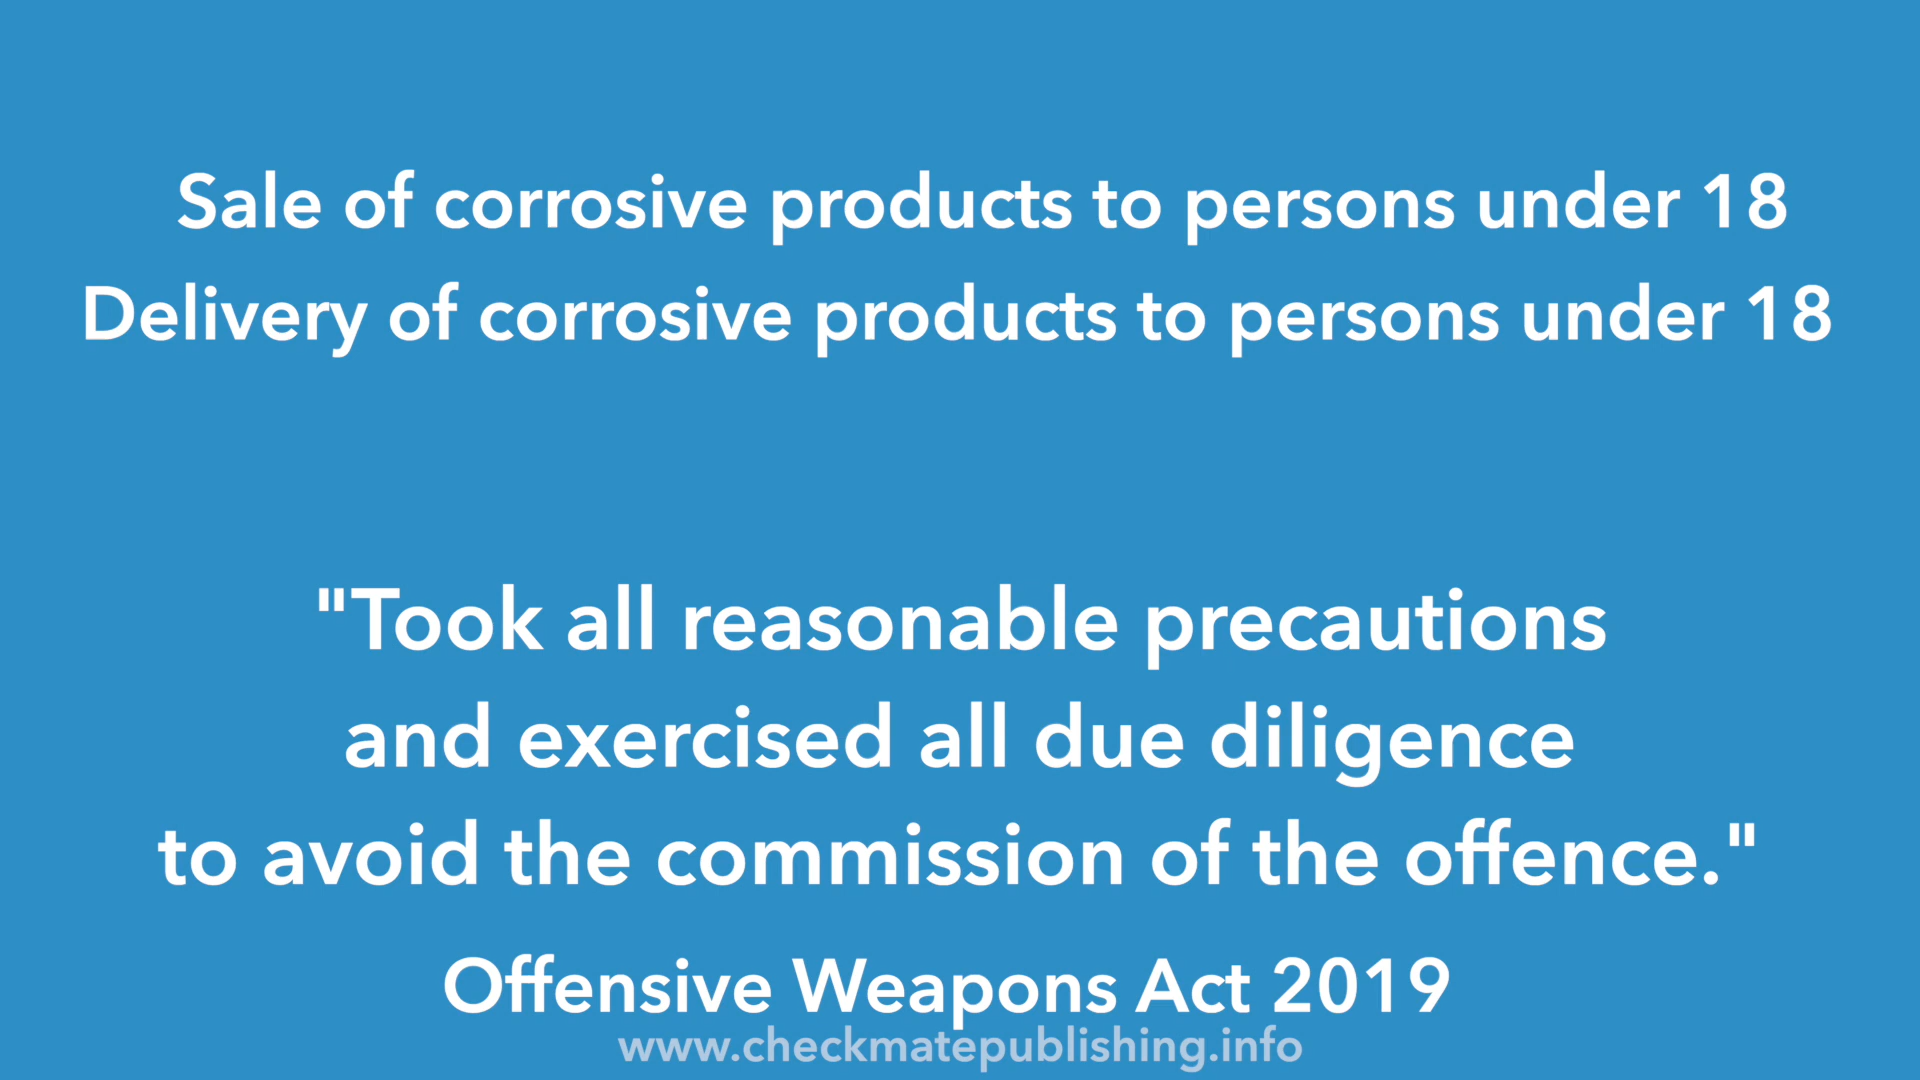 Sale of corrosive products to persons under 18
Delivery of corrosive products to persons under 18
"Took all reasonable precautions
and exercised all due diligence
to avoid the commission of the offence."
Offensive Weapons Act 2019
www.checkmatepublishing.info